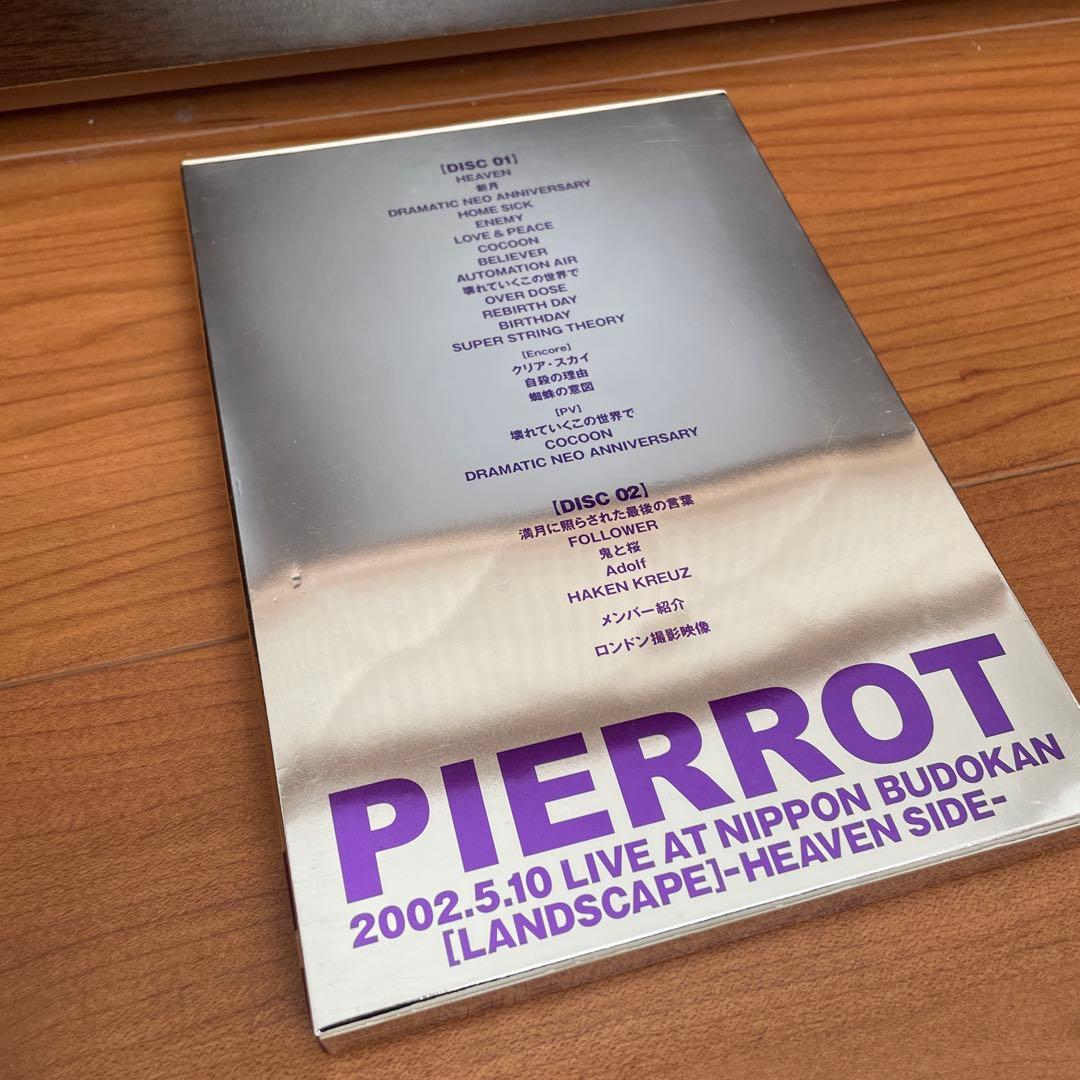 [DISC 01]
HEAVEN
新月
DRAMATIC NEO ANNIVERSARY
HOME SICK
ENEMY
LOVE & PEACE
COCOON
BELIEVER
AUTOMATION AIR
壊れていくこの世界で
OVER DOSE
REBIRTH DAY
BIRTHDAY
SUPER STRING THEORY
[Encore]
クリア・スカイ
自殺の理由
蜘蛛の意図
[PV]
壊れていくこの世界で
COCOON
DRAMATIC NEO ANNIVERSARY
[DISC 02]
満月に照らされた最後の言葉
FOLLOWER
鬼と桜
Adolf
HAKEN KREUZ
メンバー紹介
ロンドン撮影映像
PIERROT
2002.5.10 LIVE AT NIPPON BUDOKAN
[LANDSCAPE]-HEAVEN SIDE-